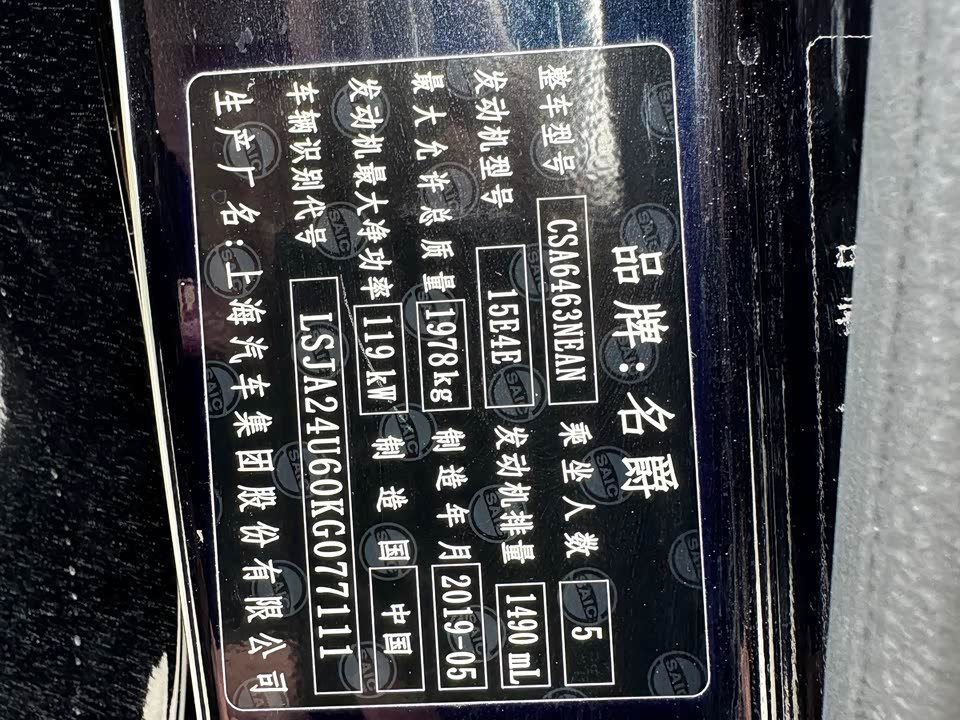 品牌:名爵
整车型号 CSA6463NEAN 乘坐人数 5
发动机型号 15E4E 发动机排量 1490 mL
最大允许总质量 1978kg 制造年月 2019-05
发动机最大净功率 119kW 制造国 中国
车辆识别代号 LSJA24U60KG077111
生产厂名:上海汽车集团股份有限公司